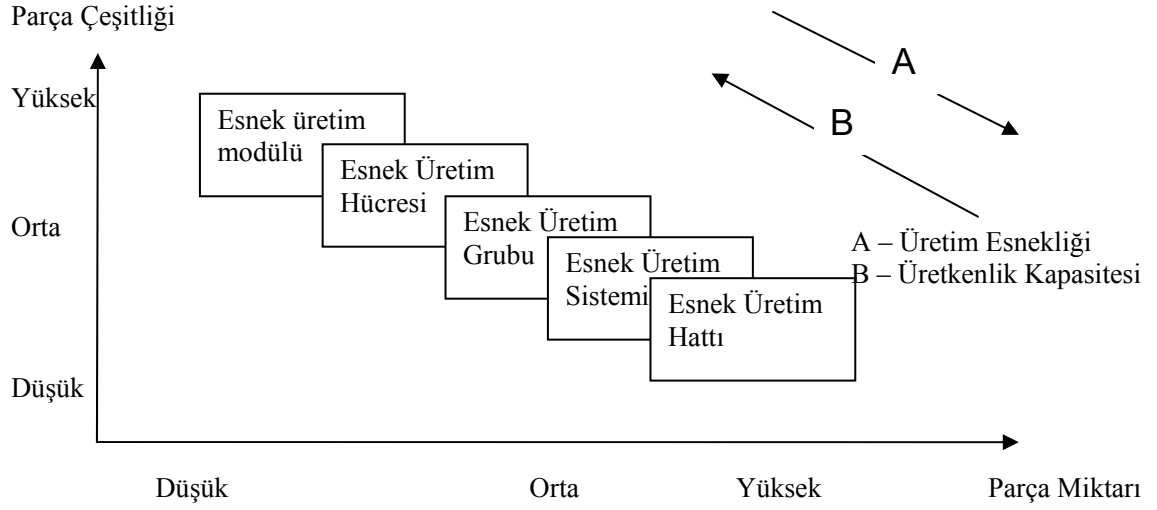 Parça Çeşitliği
A
Yüksek
B
Esnek üretim
modülü
Esnek Üretim
Hücresi
Orta
Esnek Üretim
Grubu
Esnek Üretim
Sistemi
Esnek Üretim
Hattı
A – Üretim Esnekliği
B – Üretkenlik Kapasitesi
Düşük
Düşük
Orta
Yüksek
Parça Miktarı